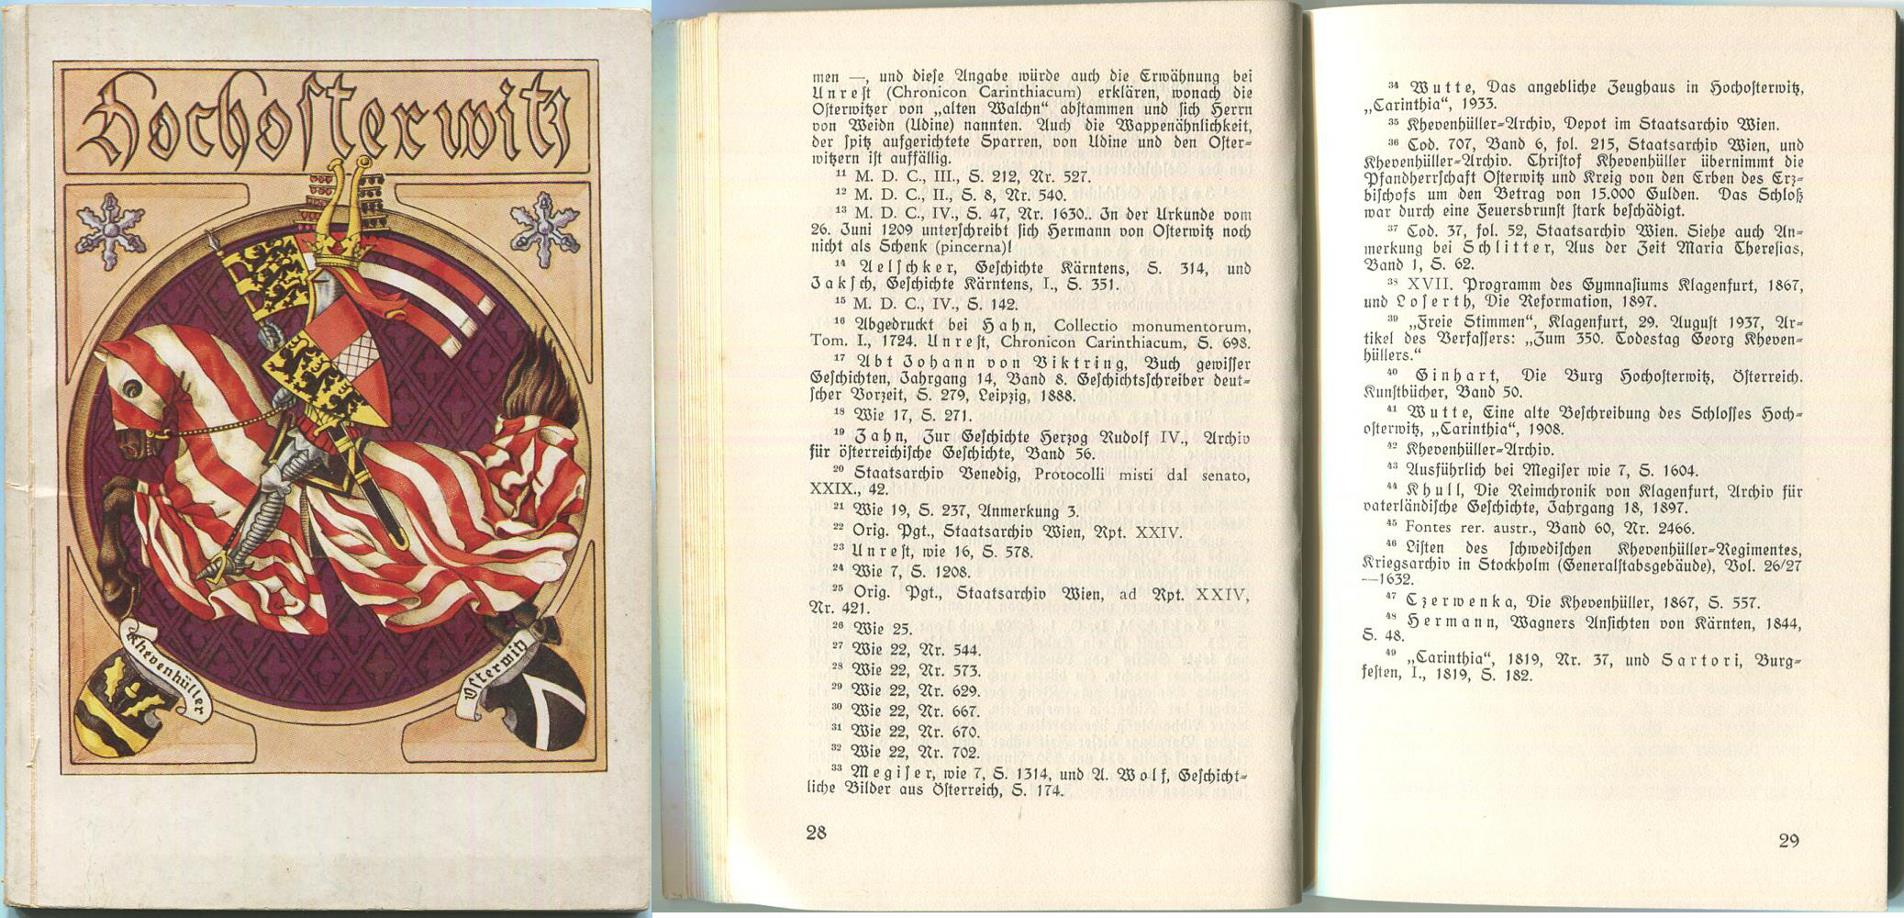 Hochosterwitz
Khevenhüller
Osterwitz
men —, und diese Angabe würde auch die Erwähnung bei
Unrest (Chronicon Carinthiacum) erklären, wonach die
Osterwitzer von „alten Walchn“ abstammen und sich Herrn
von Weidn (Udine) nannten. Auch die Wappenähnlichkeit,
der spitz aufgerichtete Sparren, von Udine und den Oster-
witzern ist auffällig.
¹¹ M. D. C., III., S. 212, Nr. 527.
¹² M. D. C., II., S. 8, Nr. 540.
¹³ M. D. C., IV., S. 47, Nr. 1630.. In der Urkunde vom
26. Juni 1209 unterschreibt sich Hermann von Osterwitz noch
nicht als Schenk (pincerna)!
¹⁴ Aelschker, Geschichte Kärntens, S. 314, und
Jaksch, Geschichte Kärntens, I., S. 351.
¹⁵ M. D. C., IV., S. 142.
¹⁶ Abgedruckt bei Hahn, Collectio monumentorum,
Tom. I., 1724. Unrest, Chronicon Carinthiacum, S. 698.
¹⁷ Abt Johann von Viktring, Buch gewisser
Geschichten, Jahrgang 14, Band 8. Geschichtsschreiber deut-
scher Vorzeit, S. 279, Leipzig, 1888.
¹⁸ Wie 17, S. 271.
¹⁹ Zahn, Zur Geschichte Herzog Rudolf IV., Archiv
für österreichische Geschichte, Band 56.
²⁰ Staatsarchiv Venedig, Protocolli misti dal senato,
XXIX., 42.
²¹ Wie 19, S. 237, Anmerkung 3.
²² Orig. Pgt., Staatsarchiv Wien, Rpt. XXIV.
²³ Unrest, wie 16, S. 578.
²⁴ Wie 7, S. 1208.
²⁵ Orig. Pgt., Staatsarchiv Wien, ad Rpt. XXIV,
Nr. 421.
²⁶ Wie 25.
²⁷ Wie 22, Nr. 544.
²⁸ Wie 22, Nr. 573.
²⁹ Wie 22, Nr. 629.
³⁰ Wie 22, Nr. 667.
³¹ Wie 22, Nr. 670.
³² Wie 22, Nr. 702.
³³ Megiser, wie 7, S. 1314, und A. Wolf, Geschicht-
liche Bilder aus Österreich, S. 174.
28
³⁴ Wutte, Das angebliche Zeughaus in Hochosterwitz,
„Carinthia“, 1933.
³⁵ Khevenhüller-Archiv, Depot im Staatsarchiv Wien.
³⁶ Cod. 707, Band 6, fol. 215, Staatsarchiv Wien, und
Khevenhüller-Archiv. Christof Khevenhüller übernimmt die
Pfandherrschaft Osterwitz und Kreig von den Erben des Erz-
bischofs um den Betrag von 15.000 Gulden. Das Schloß
war durch eine Feuersbrunst stark beschädigt.
³⁷ Cod. 37, fol. 52, Staatsarchiv Wien. Siehe auch An-
merkung bei Schlitter, Aus der Zeit Maria Theresias,
Band 1, S. 62.
³⁸ XVII. Programm des Gymnasiums Klagenfurt, 1867,
und Loserth, Die Reformation, 1897.
³⁹ „Freie Stimmen“, Klagenfurt, 29. August 1937, Ar-
tikel des Verfassers: „Zum 350. Todestag Georg Kheven-
hüllers.“
⁴⁰ Ginhart, Die Burg Hochosterwitz, Österreich.
Kunstbücher, Band 50.
⁴¹ Wutte, Eine alte Beschreibung des Schlosses Hoch-
osterwitz, „Carinthia“, 1908.
⁴² Khevenhüller-Archiv.
⁴³ Ausführlich bei Megiser wie 7, S. 1604.
⁴⁴ Khull, Die Reimchronik von Klagenfurt, Archiv für
vaterländische Geschichte, Jahrgang 18, 1897.
⁴⁵ Fontes rer. austr., Band 60, Nr. 2466.
⁴⁶ Listen des schwedischen Khevenhüller-Regimentes,
Kriegsarchiv in Stockholm (Generalstabsgebäude), Vol. 26/27
—1632.
⁴⁷ Czerwenka, Die Khevenhüller, 1867, S. 557.
⁴⁸ Hermann, Wagners Ansichten von Kärnten, 1844,
S. 48.
⁴⁹ „Carinthia“, 1819, Nr. 37, und Sartori, Burg-
festen, I., 1819, S. 182.
29